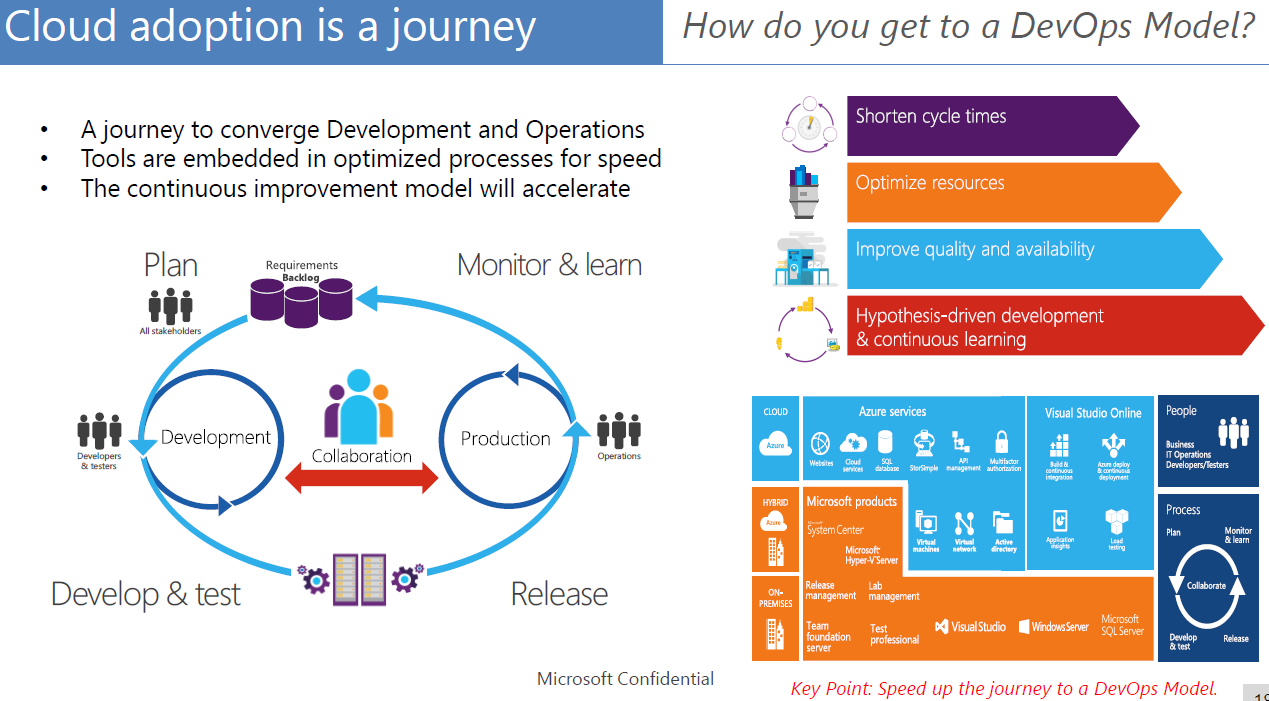 Cloud adoption is a journey
How do you get to a DevOps Model?
• A journey to converge Development and Operations
• Tools are embedded in optimized processes for speed
• The continuous improvement model will accelerate
Plan
All stakeholders
Requirements
Backlog
Monitor & learn
Developers
& testers
Development
Collaboration
Production
Operations
Develop & test
Release
Shorten cycle times
Optimize resources
Improve quality and availability
Hypothesis-driven development
& continuous learning
CLOUD
Azure
Azure services
Websites
Cloud
services
SQL
database
StorSimple
API
management
Multifactor
authorization
Virtual
machines
Virtual
network
Active
directory
Visual Studio Online
Build &
continuous
integration
Azure deploy
& continuous
deployment
Application
insights
Load
testing
HYBRID
Azure
Microsoft products
Microsoft
System Center
Microsoft
Hyper-V Server
ON-
PREMISES
Release
management
Lab
management
Team
foundation
server
Test
professional
Visual Studio
Windows Server
Microsoft
SQL Server
People
Business
IT Operations
Developers/Testers
Process
Plan
Monitor
& learn
Collaborate
Develop
& test
Release
Microsoft Confidential
Key Point: Speed up the journey to a DevOps Model.